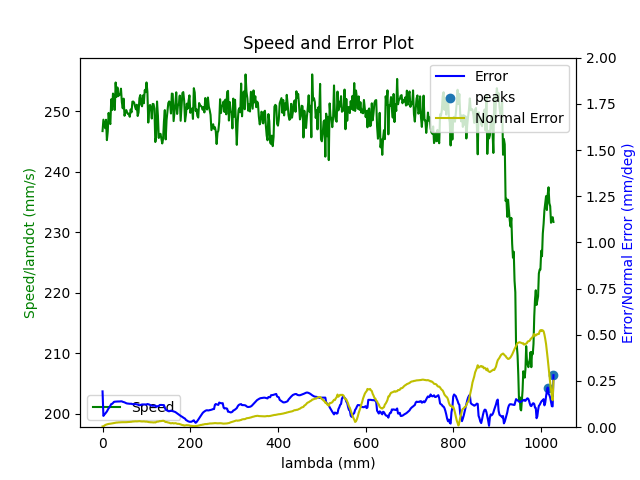 Speed and Error Plot
Error
peaks
Normal Error
Speed
Speed/lamdot (mm/s)
250
240
230
220
210
200
2.00
1.75
1.50
1.25
1.00
0.75
0.50
0.25
0.00
Error/Normal Error (mm/deg)
0 200 400 600 800 1000
lambda (mm)